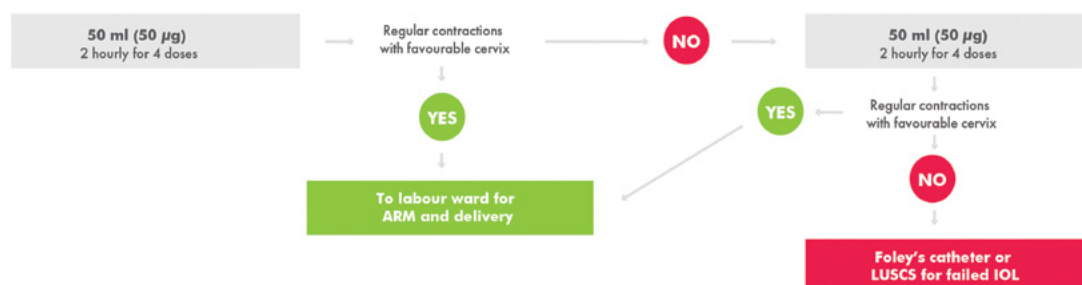 50 ml (50 µg)
2 hourly for 4 doses
Regular contractions
with favourable cervix
NO
50 ml (50 µg)
2 hourly for 4 doses
YES
YES
Regular contractions
with favourable cervix
NO
To labour ward for
ARM and delivery
Foley's catheter or
LUSCS for failed IOL